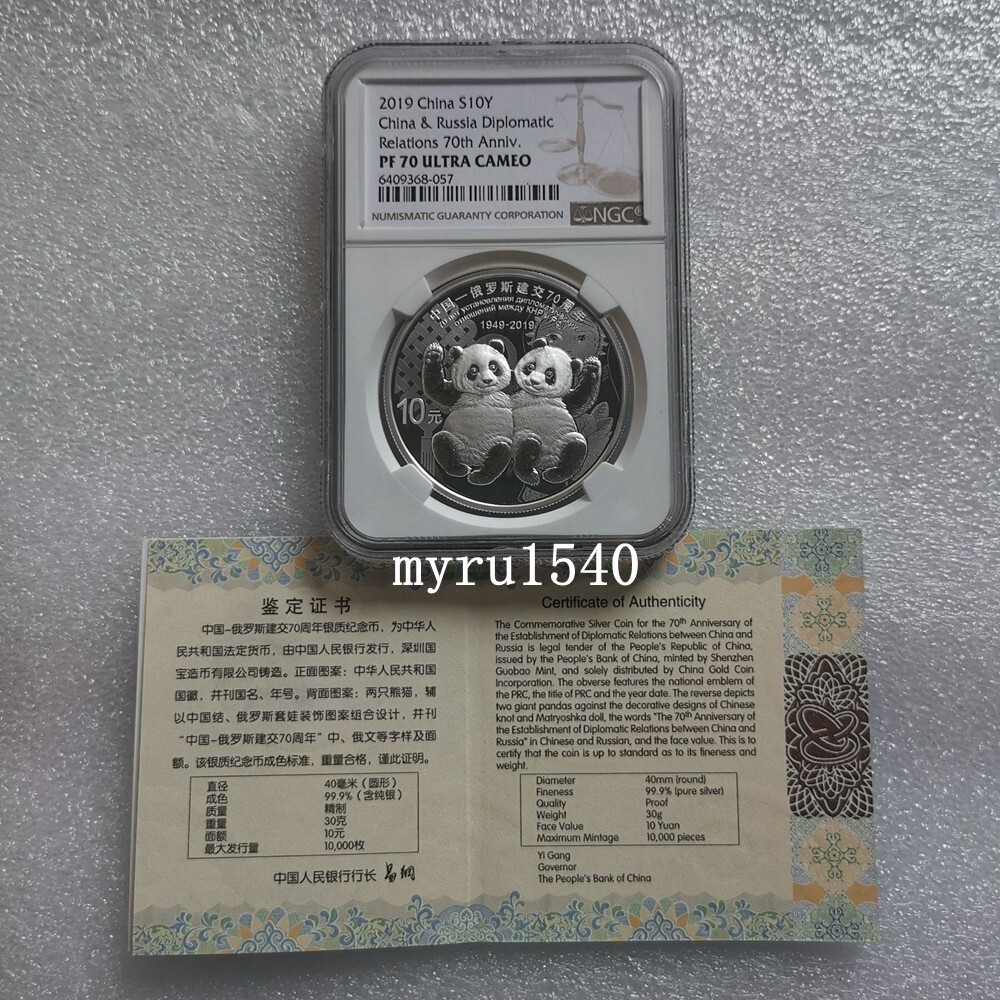 2019 China S10Y
China & Russia Diplomatic
Relations 70th Anniv.
PF 70 ULTRA CAMEO
6409368-057
NUMISMATIC GUARANTY CORPORATION NGC®
中国-俄罗斯建交70周年
70 лет установления дипломатических
отношений между КНР и РФ
1949-2019
10元
myru1540
鉴定证书
中国-俄罗斯建交70周年银质纪念币，为中华人
民共和国法定货币，由中国人民银行发行，深圳国
宝造币有限公司铸造。正面图案：中华人民共和国
国徽，并刊国名、年号。背面图案：两只熊猫，辅
以中国结、俄罗斯套娃装饰图案组合设计，并刊
“中国-俄罗斯建交70周年”中、俄文等字样及面
额。该银质纪念币成色标准，重量合格，谨此证明。
直径 40毫米（圆形）
成色 99.9%（含纯银）
质量 精制
重量 30克
面额 10元
最大发行量 10,000枚
中国人民银行行长
Certificate of Authenticity
The Commemorative Silver Coin for the 70th Anniversary of
the Establishment of Diplomatic Relations between China and
Russia is legal tender of the People's Republic of China,
issued by the People's Bank of China, minted by Shenzhen
Guobao Mint, and solely distributed by China Gold Coin
Incorporation. The obverse features the national emblem of
the PRC, the title of PRC and the year date. The reverse depicts
two giant pandas against the decorative designs of Chinese
knot and Matryoshka doll, the words "The 70th Anniversary of
the Establishment of Diplomatic Relations between China and
Russia" in Chinese and Russian, and the face value. This is to
certify that the coin is up to standard as to its fineness and
weight.
Diameter 40mm (round)
Fineness 99.9% (pure silver)
Quality Proof
Weight 30g
Face Value 10 Yuan
Maximum Mintage 10,000 pieces
Yi Gang
Governor
The People's Bank of China